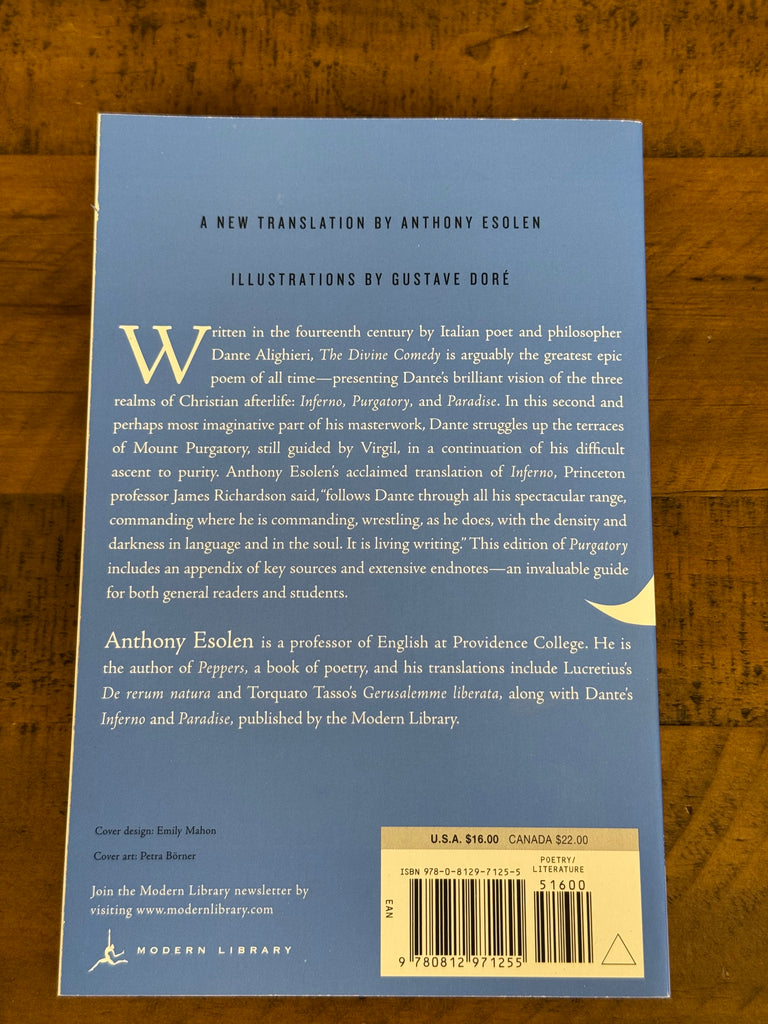 A NEW TRANSLATION BY ANTHONY ESOLEN
ILLUSTRATIONS BY GUSTAVE DORÉ
Written in the fourteenth century by Italian poet and philosopher
Dante Alighieri, The Divine Comedy is arguably the greatest epic
poem of all time—presenting Dante's brilliant vision of the three
realms of Christian afterlife: Inferno, Purgatory, and Paradise. In this second and
perhaps most imaginative part of his masterwork, Dante struggles up the terraces
of Mount Purgatory, still guided by Virgil, in a continuation of his difficult
ascent to purity. Anthony Esolen's acclaimed translation of Inferno, Princeton
professor James Richardson said, "follows Dante through all his spectacular range,
commanding where he is commanding, wrestling, as he does, with the density and
darkness in language and in the soul. It is living writing." This edition of Purgatory
includes an appendix of key sources and extensive endnotes—an invaluable guide
for both general readers and students.
Anthony Esolen is a professor of English at Providence College. He is
the author of Peppers, a book of poetry, and his translations include Lucretius's
De rerum natura and Torquato Tasso's Gerusalemme liberata, along with Dante's
Inferno and Paradise, published by the Modern Library.
Cover design: Emily Mahon
Cover art: Petra Börner
Join the Modern Library newsletter by
visiting www.modernlibrary.com
MODERN LIBRARY
U.S.A. $16.00 CANADA $22.00
POETRY/
LITERATURE
ISBN 978-0-8129-7125-5
51600
EAN
9 780812 971255